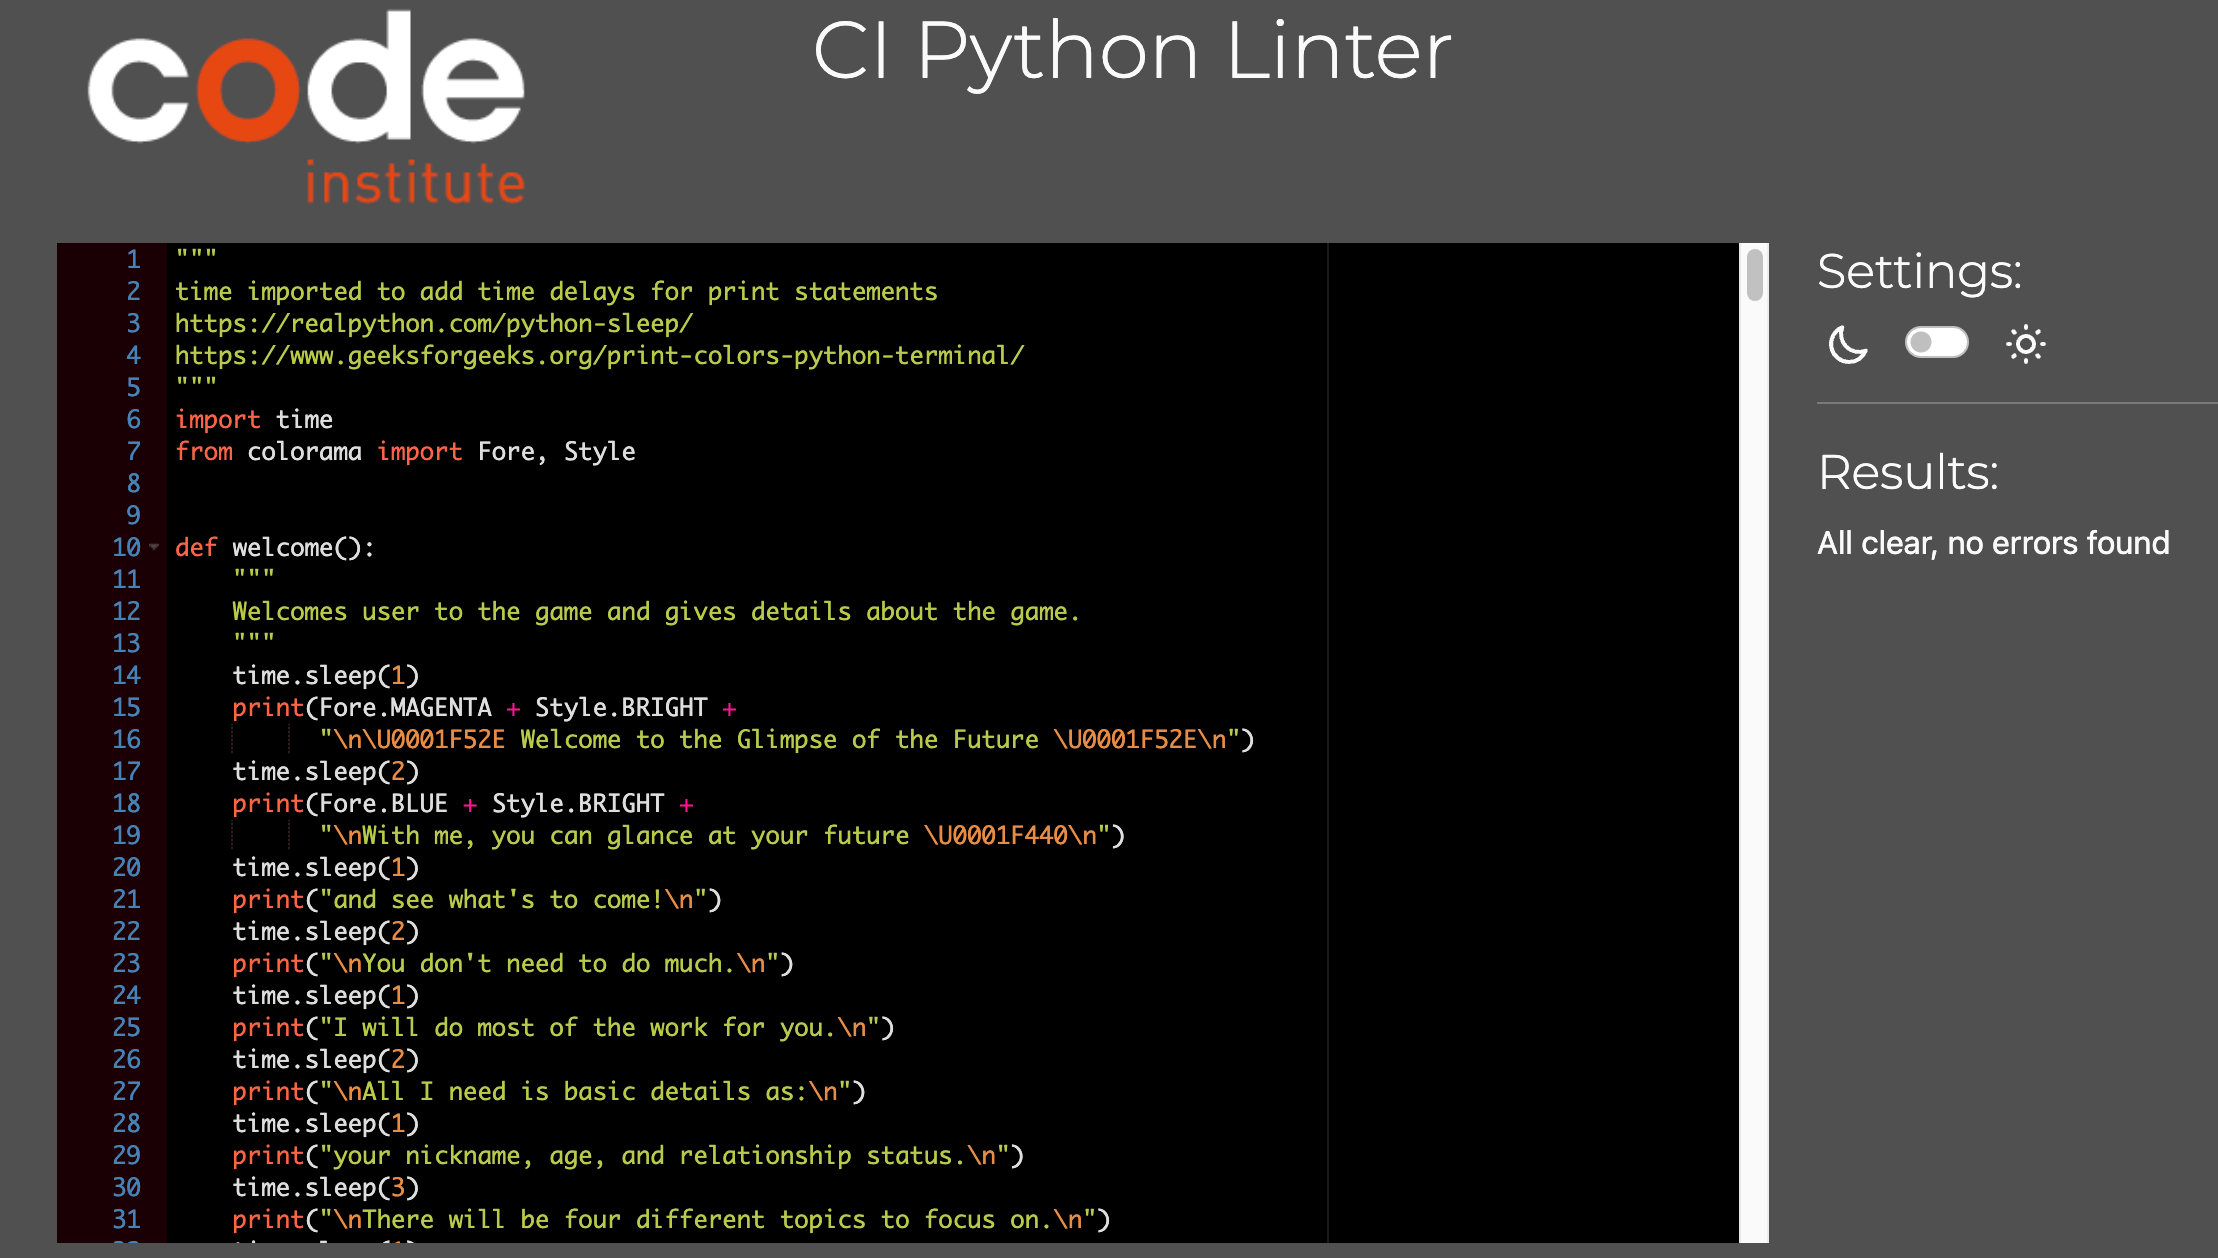 code
institute
CI Python Linter
1 """
2 time imported to add time delays for print statements
3 https://realpython.com/python-sleep/
4 https://www.geeksforgeeks.org/print-colors-python-terminal/
5 """
6 import time
7 from colorama import Fore, Style
8
9
10 def welcome():
11     """
12     Welcomes user to the game and gives details about the game.
13     """
14     time.sleep(1)
15     print(Fore.MAGENTA + Style.BRIGHT +
16           "\n\U0001F52E Welcome to the Glimpse of the Future \U0001F52E\n")
17     time.sleep(2)
18     print(Fore.BLUE + Style.BRIGHT +
19           "\nWith me, you can glance at your future \U0001F440\n")
20     time.sleep(1)
21     print("and see what's to come!\n")
22     time.sleep(2)
23     print("\nYou don't need to do much.\n")
24     time.sleep(1)
25     print("I will do most of the work for you.\n")
26     time.sleep(2)
27     print("\nAll I need is basic details as:\n")
28     time.sleep(1)
29     print("your nickname, age, and relationship status.\n")
30     time.sleep(3)
31     print("\nThere will be four different topics to focus on.\n")
Settings:
Results:
All clear, no errors found